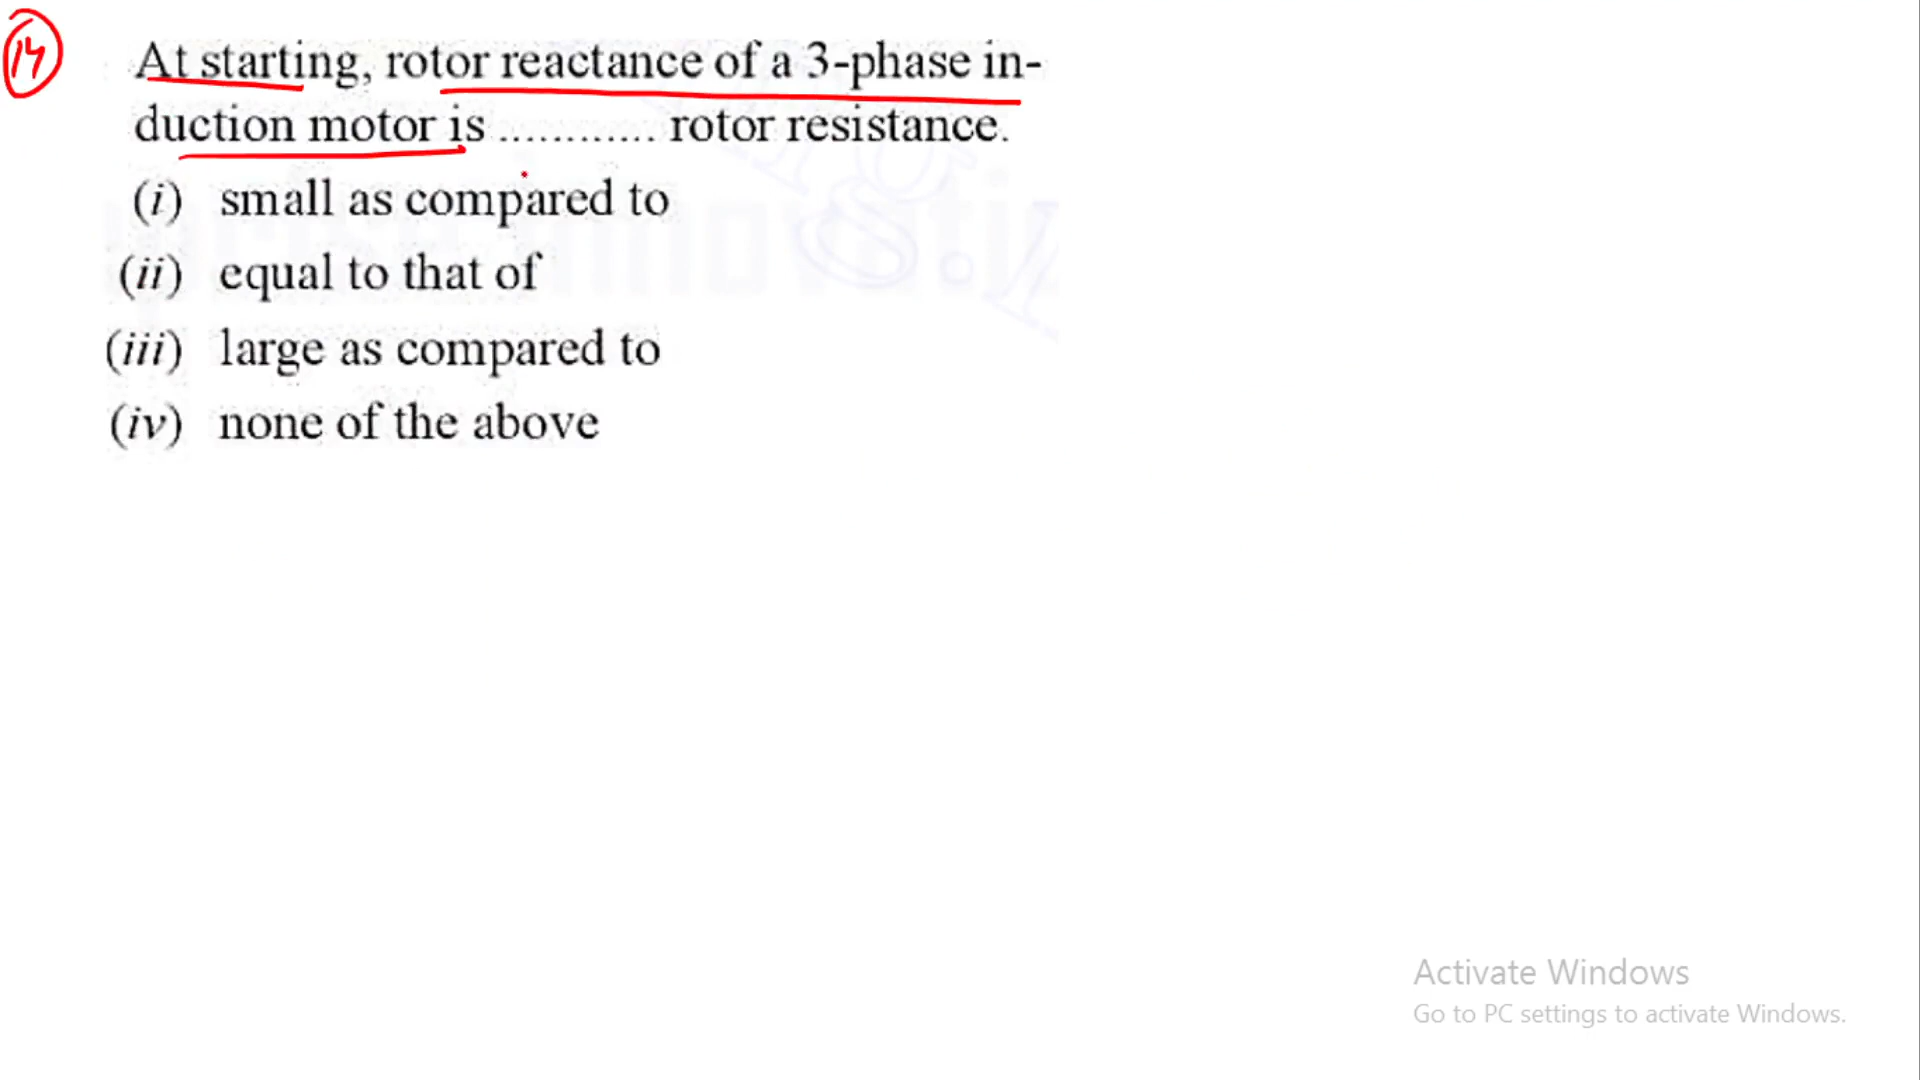 14
At starting, rotor reactance of a 3-phase in-
duction motor is ............ rotor resistance.
(i) small as compared to
(ii) equal to that of
(iii) large as compared to
(iv) none of the above
Activate Windows
Go to PC settings to activate Windows.